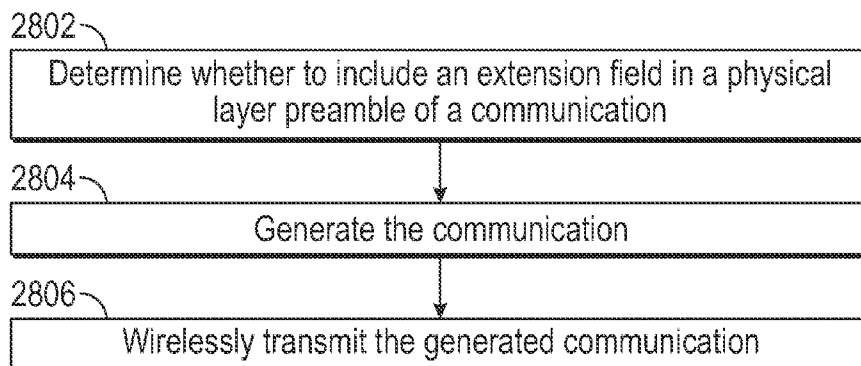 2802
Determine whether to include an extension field in a physical
layer preamble of a communication
2804
Generate the communication
2806
Wirelessly transmit the generated communication